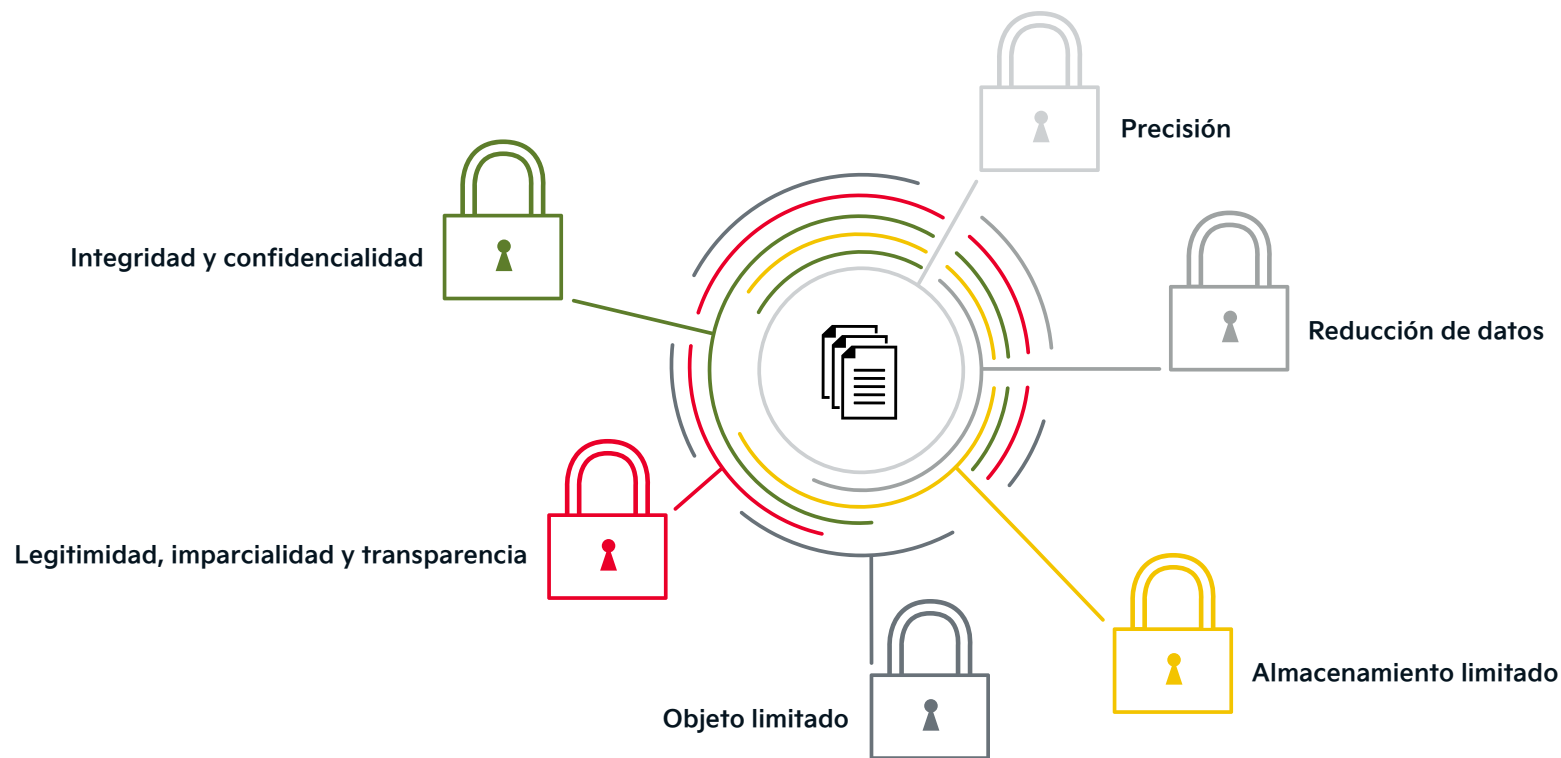 Precisión
Integridad y confidencialidad
Reducción de datos
Legitimidad, imparcialidad y transparencia
Almacenamiento limitado
Objeto limitado